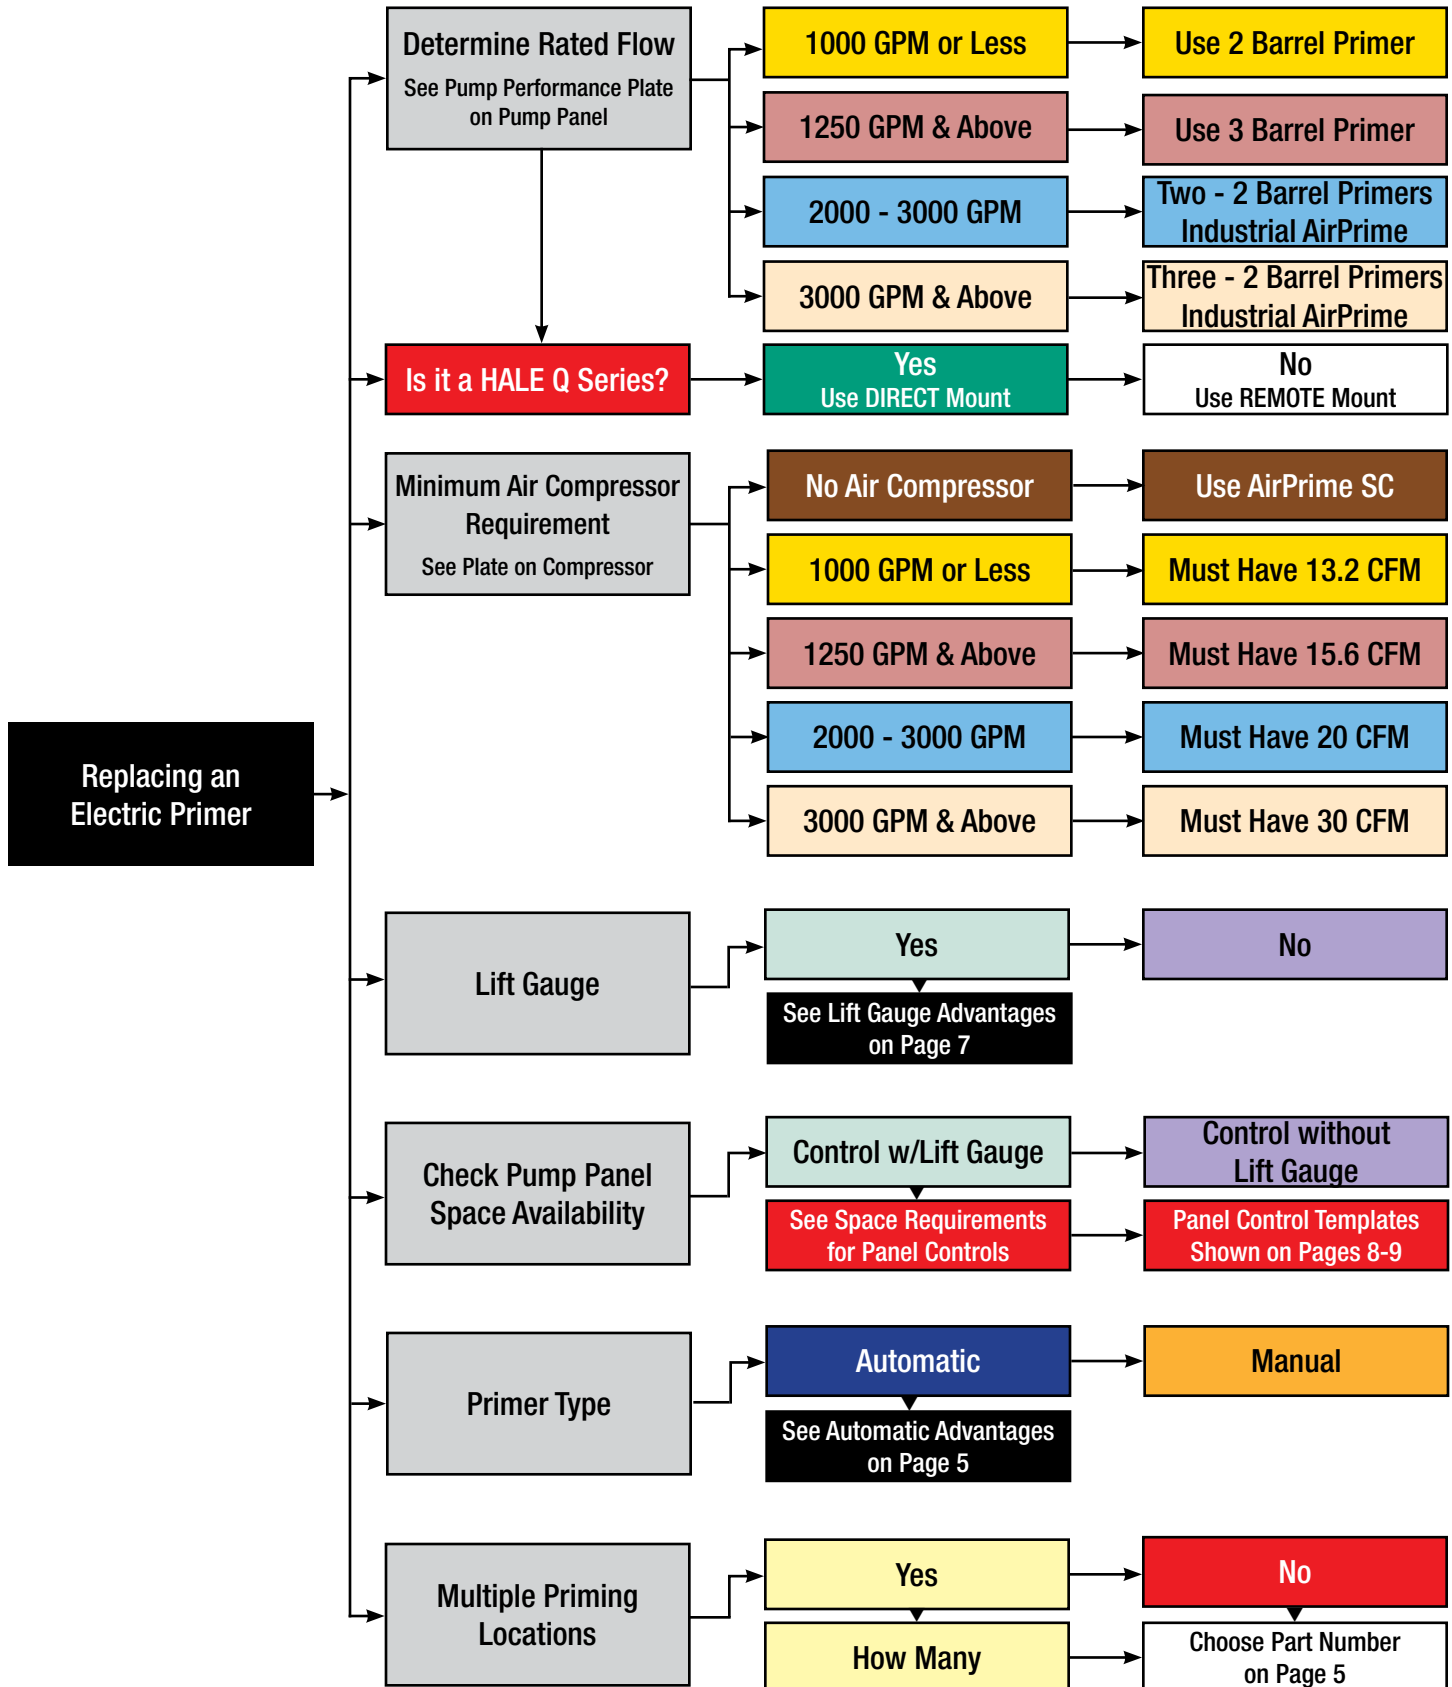 Determine Rated Flow
See Pump Performance Plate
on Pump Panel
1000 GPM or Less
Use 2 Barrel Primer
1250 GPM & Above
Use 3 Barrel Primer
2000 - 3000 GPM
Two - 2 Barrel Primers
Industrial AirPrime
3000 GPM & Above
Three - 2 Barrel Primers
Industrial AirPrime
Is it a HALE Q Series?
Yes
Use DIRECT Mount
No
Use REMOTE Mount
Minimum Air Compressor
Requirement
See Plate on Compressor
No Air Compressor
Use AirPrime SC
1000 GPM or Less
Must Have 13.2 CFM
1250 GPM & Above
Must Have 15.6 CFM
2000 - 3000 GPM
Must Have 20 CFM
3000 GPM & Above
Must Have 30 CFM
Replacing an
Electric Primer
Lift Gauge
Yes
No
See Lift Gauge Advantages
on Page 7
Check Pump Panel
Space Availability
Control w/Lift Gauge
Control without
Lift Gauge
See Space Requirements
for Panel Controls
Panel Control Templates
Shown on Pages 8-9
Primer Type
Automatic
Manual
See Automatic Advantages
on Page 5
Multiple Priming
Locations
Yes
No
How Many
Choose Part Number
on Page 5